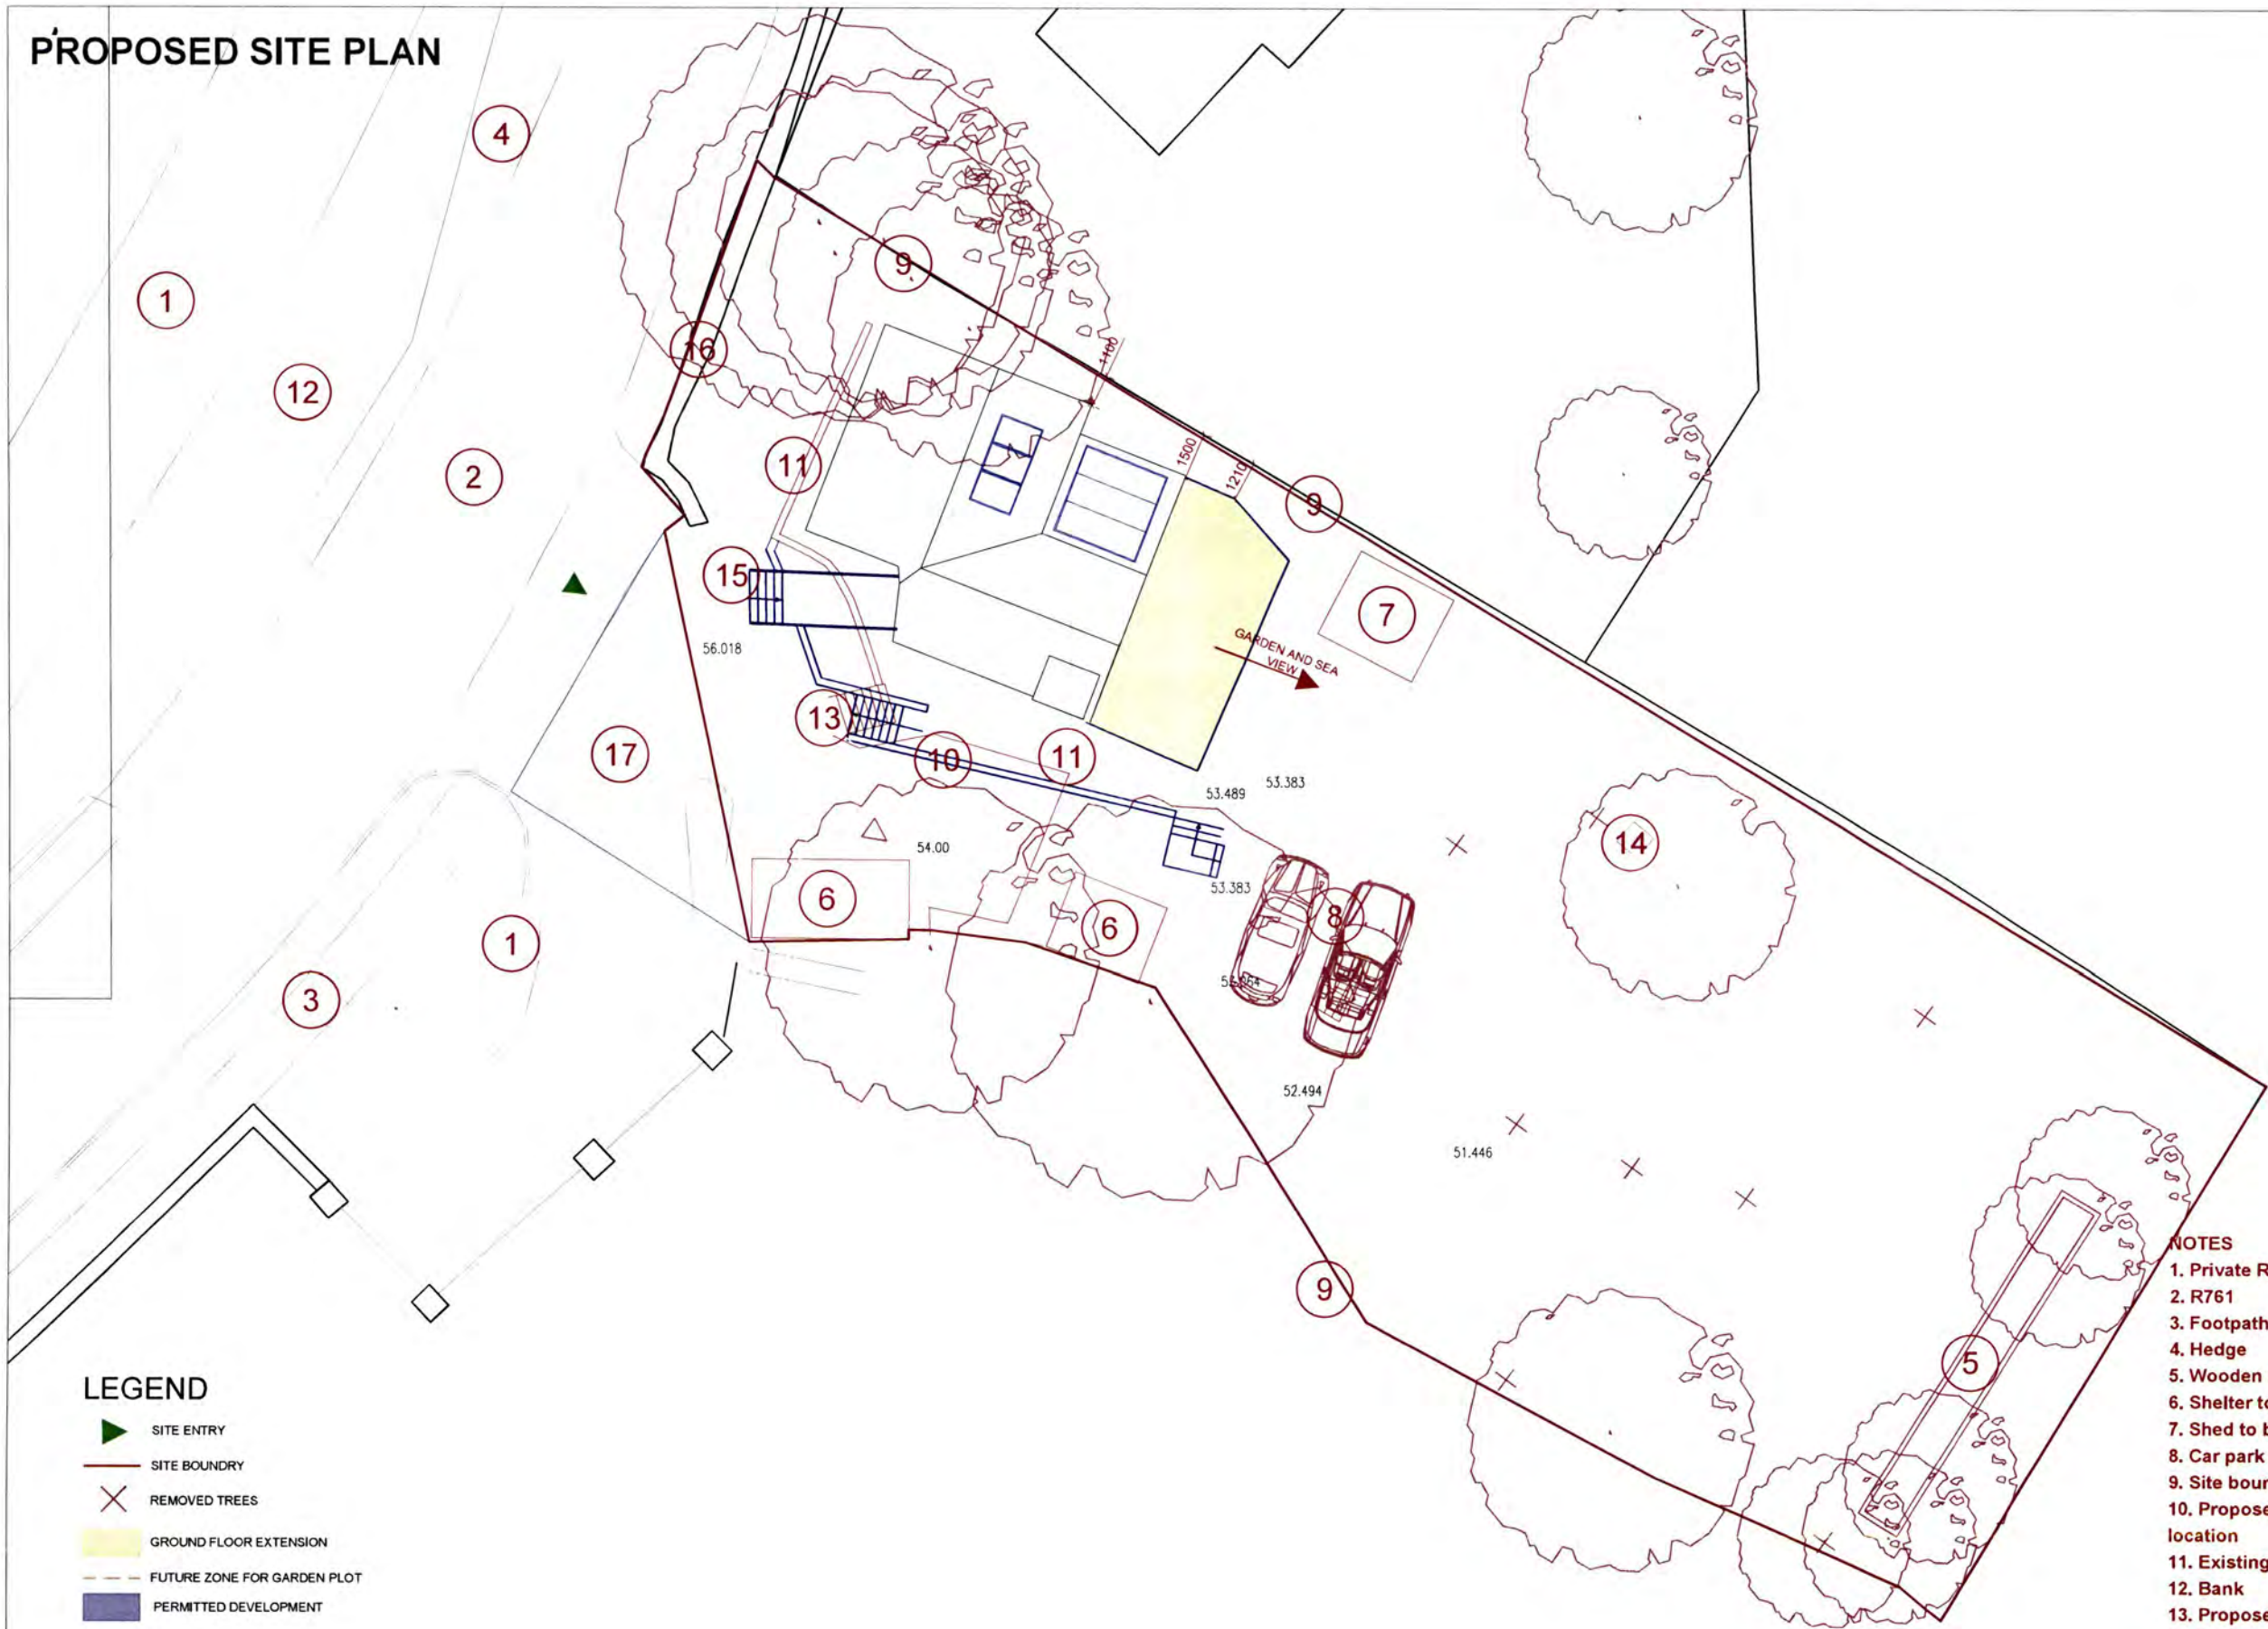 PROPOSED SITE PLAN
4
1
9
16
12
1100
2
11
1500
1210
9
15
7
GARDEN AND SEA
VIEW
56.018
13
17
10
11
53.489
53.383
54.00
14
53.383
6
6
8
1
3
52.494
51.446
9
5
LEGEND
SITE ENTRY
SITE BOUNDRY
REMOVED TREES
GROUND FLOOR EXTENSION
FUTURE ZONE FOR GARDEN PLOT
PERMITTED DEVELOPMENT
NOTES
1. Private R
2. R761
3. Footpath
4. Hedge
5. Wooden
6. Shelter to
7. Shed to b
8. Car park
9. Site boun
10. Propose
location
11. Existing
12. Bank
13. Propose